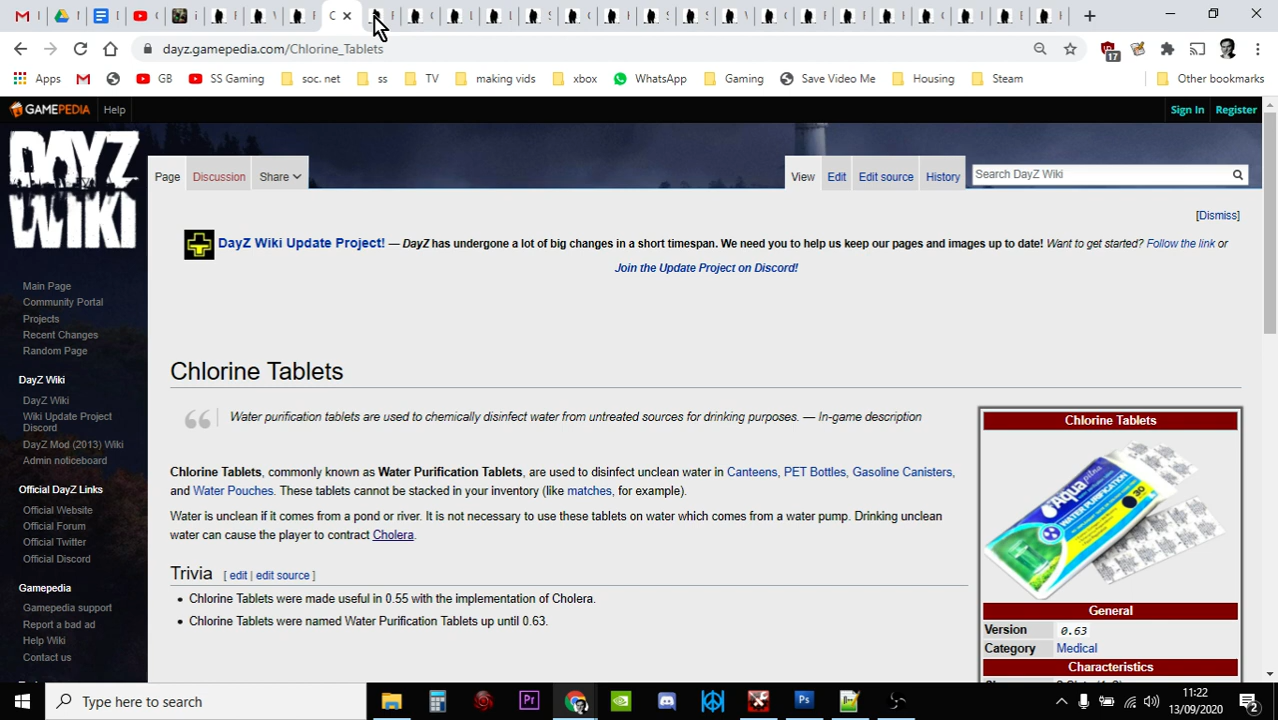 dayz.gamepedia.com/Chlorine_Tablets
Apps GB SS Gaming soc. net ss TV making vids xbox WhatsApp Gaming Save Video Me Housing Steam Other bookmarks
17
GAMEPEDIA Help Sign In Register
DAYZ
WIKI
Page Discussion Share View Edit Edit source History Search DayZ Wiki
[Dismiss]
DayZ Wiki Update Project! — DayZ has undergone a lot of big changes in a short timespan. We need you to help us keep our pages and images up to date! Want to get started? Follow the link or
Join the Update Project on Discord!
Main Page
Community Portal
Projects
Recent Changes
Random Page
DayZ Wiki
DayZ Wiki
Wiki Update Project
Discord
DayZ Mod (2013) Wiki
Admin noticeboard
Official DayZ Links
Official Website
Official Forum
Official Twitter
Official Discord
Gamepedia
Gamepedia support
Report a bad ad
Help Wiki
Contact us
Chlorine Tablets
Water purification tablets are used to chemically disinfect water from untreated sources for drinking purposes. — In-game description
Chlorine Tablets, commonly known as Water Purification Tablets, are used to disinfect unclean water in Canteens, PET Bottles, Gasoline Canisters,
and Water Pouches. These tablets cannot be stacked in your inventory (like matches, for example).
Water is unclean if it comes from a pond or river. It is not necessary to use these tablets on water which comes from a water pump. Drinking unclean
water can cause the player to contract Cholera.
Trivia [ edit | edit source ]
Chlorine Tablets were made useful in 0.55 with the implementation of Cholera.
Chlorine Tablets were named Water Purification Tablets up until 0.63.
Chlorine Tablets
Aqua pitna
WATER PURIFICATION
30
General
Version 0.63
Category Medical
Characteristics
Type here to search
11:22
13/09/2020
2